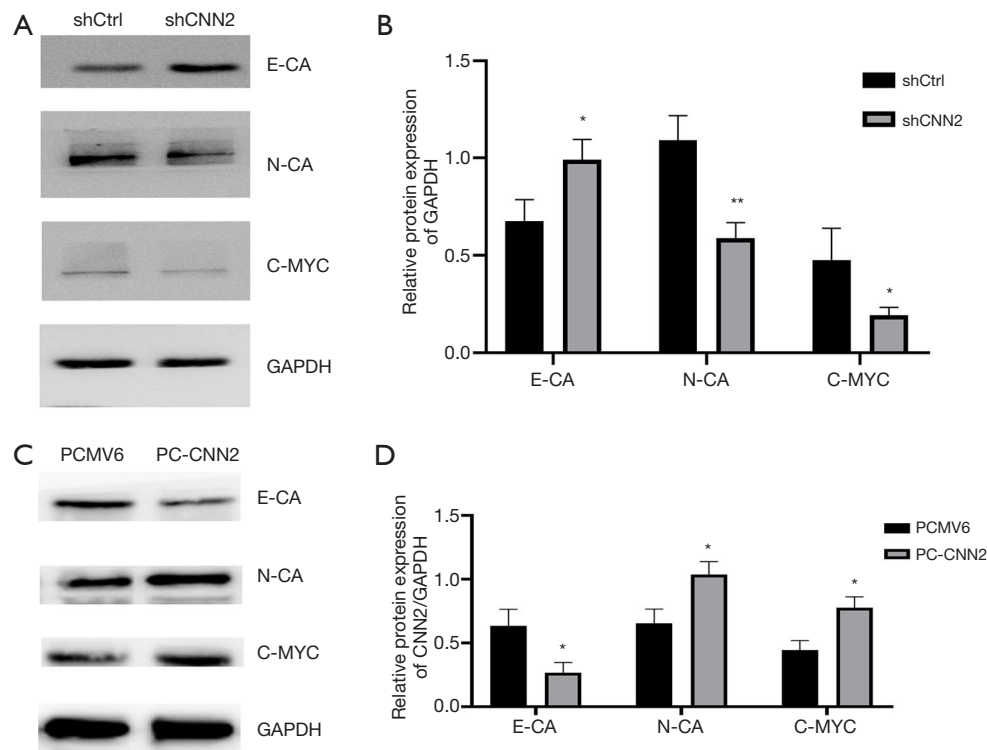 A
shCtrl shCNN2
E-CA
N-CA
C-MYC
GAPDH
B
Relative protein expression
of GAPDH
1.5
1.0
0.5
0.0
* ** *
E-CA N-CA C-MYC
shCtrl
shCNN2
C
PCMV6 PC-CNN2
E-CA
N-CA
C-MYC
GAPDH
D
Relative protein expression
of CNN2/GAPDH
1.5
1.0
0.5
0.0
* * *
E-CA N-CA C-MYC
PCMV6
PC-CNN2